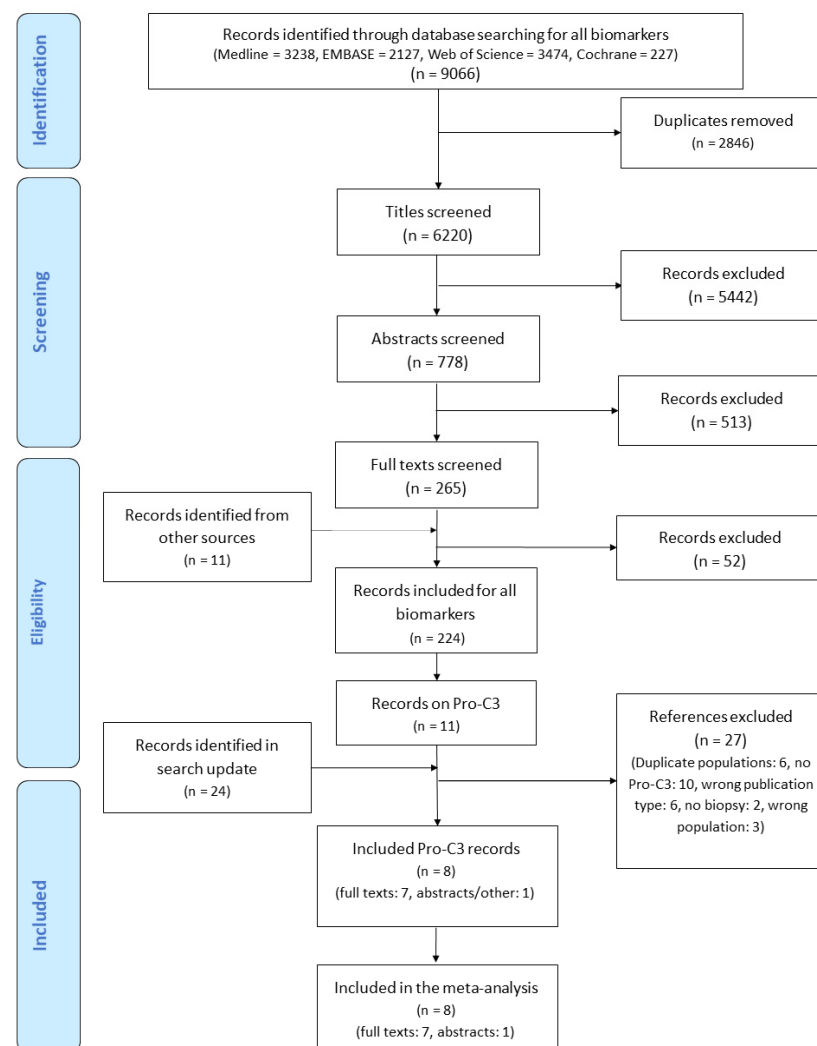 Identification
Records identified through database searching for all biomarkers
(Medline = 3238, EMBASE = 2127, Web of Science = 3474, Cochrane = 227)
(n = 9066)
Duplicates removed
(n = 2846)
Screening
Titles screened
(n = 6220)
Records excluded
(n = 5442)
Abstracts screened
(n = 778)
Records excluded
(n = 513)
Eligibility
Full texts screened
(n = 265)
Records identified from
other sources
(n = 11)
Records excluded
(n = 52)
Records included for all
biomarkers
(n = 224)
Records on Pro-C3
(n = 11)
Records identified in
search update
(n = 24)
References excluded
(n = 27)
(Duplicate populations: 6, no
Pro-C3: 10, wrong publication
type: 6, no biopsy: 2, wrong
population: 3)
Included
Included Pro-C3 records
(n = 8)
(full texts: 7, abstracts/other: 1)
Included in the meta-analysis
(n = 8)
(full texts: 7, abstracts: 1)